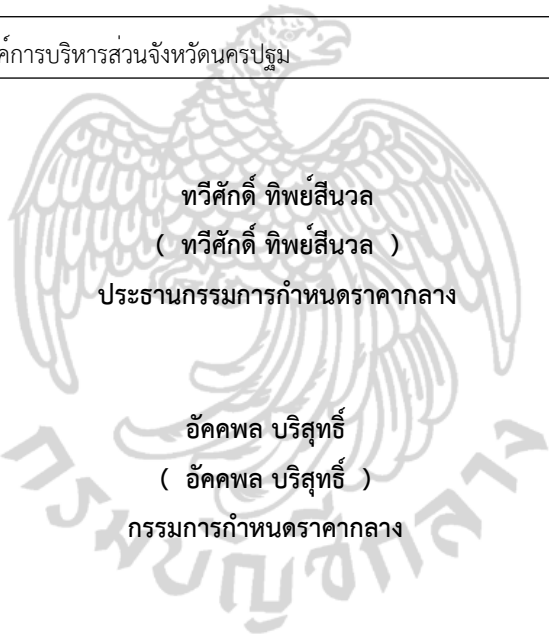 ค์การบริหารส่วนจังหวัดนครปฐม
ทวีศักดิ์ ทิพย์สีนวล
( ทวีศักดิ์ ทิพย์สีนวล )
ประธานกรรมการกำหนดราคากลาง
อัคคพล บริสุทธิ์
( อัคคพล บริสุทธิ์ )
กรรมการกำหนดราคากลาง
กรมบัญชีกลาง